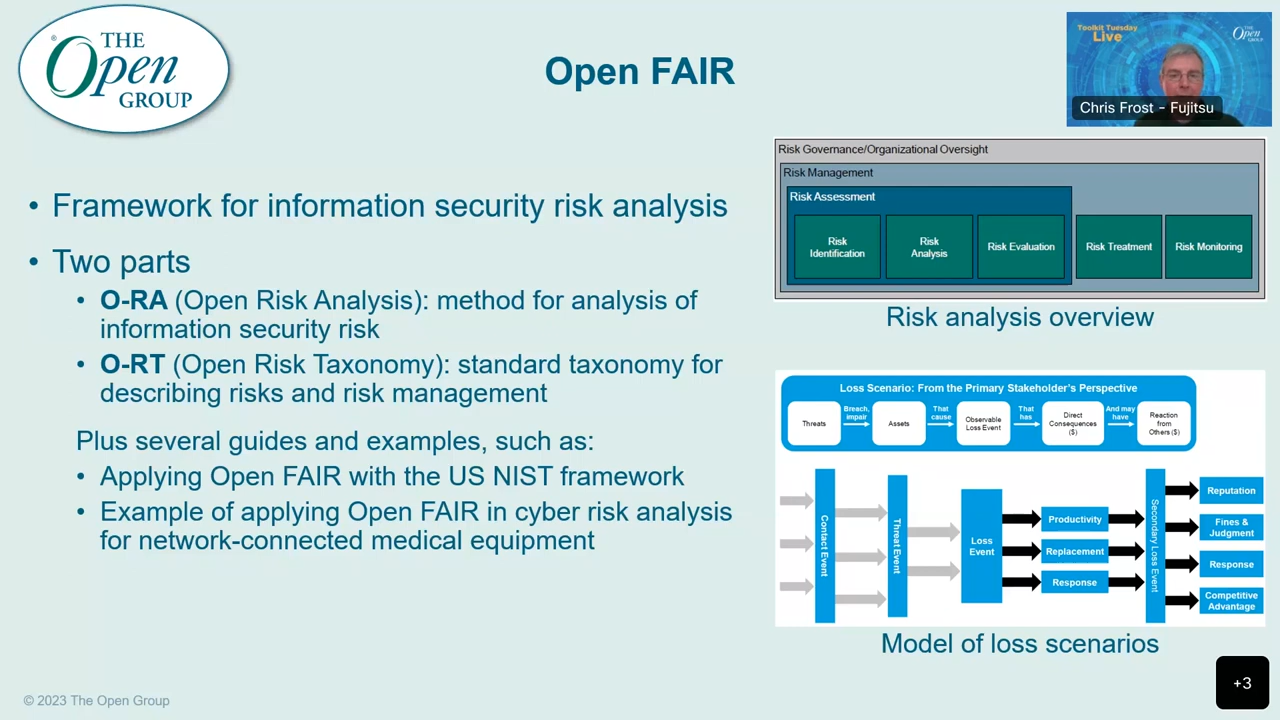 THE
Open
GROUP
®
Open FAIR
Toolkit Tuesday
Live
The
Open
GROUP
Chris Frost - Fujitsu
• Framework for information security risk analysis
• Two parts
• O-RA (Open Risk Analysis): method for analysis of
information security risk
• O-RT (Open Risk Taxonomy): standard taxonomy for
describing risks and risk management
Plus several guides and examples, such as:
• Applying Open FAIR with the US NIST framework
• Example of applying Open FAIR in cyber risk analysis
for network-connected medical equipment
Risk Governance/Organizational Oversight
Risk Management
Risk Assessment
Risk
Identification
Risk
Analysis
Risk Evaluation
Risk Treatment
Risk Monitoring
Risk analysis overview
Loss Scenario: From the Primary Stakeholder's Perspective
Threats
Breach,
impair
Assets
That
cause
Observable
Loss Event
That
has
Direct
Consequences
($)
And may
have
Reaction
from
Others ($)
Contact Event
Threat Event
Loss
Event
Productivity
Replacement
Response
Secondary Loss Event
Reputation
Fines &
Judgment
Response
Competitive
Advantage
Model of loss scenarios
+3
© 2023 The Open Group